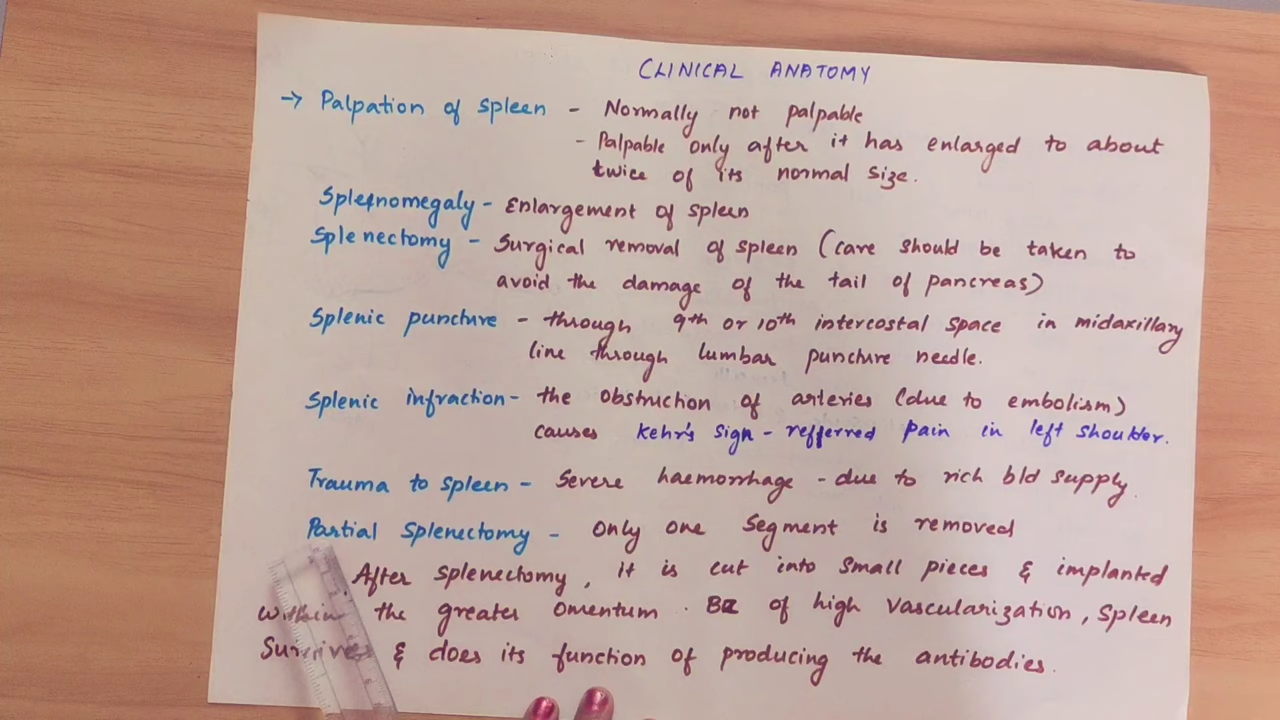 CLINICAL ANATOMY
→ Palpation of spleen - Normally not palpable
- Palpable only after it has enlarged to about
twice of its normal size.
Splenomegaly - Enlargement of spleen
Splenectomy - Surgical removal of spleen (care should be taken to
avoid the damage of the tail of pancreas)
Splenic puncture - through 9th or 10th intercostal space in midaxillary
line through lumbar puncture needle.
Splenic infraction - the obstruction of arteries (due to embolism)
causes Kehr's sign - refferred pain in left shoulder.
Trauma to spleen - Severe haemorrhage - due to rich bld supply.
Partial Splenectomy - Only one segment is removed
After splenectomy, it is cut into small pieces & implanted
within the greater omentum. Bz of high vascularization, spleen
Survives & does its function of producing the antibodies.